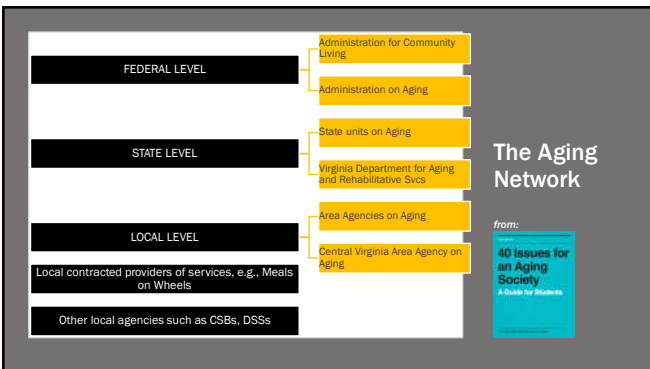 FEDERAL LEVEL
Administration for Community
Living
Administration on Aging
STATE LEVEL
State units on Aging
Virginia Department for Aging
and Rehabilitative Svcs
LOCAL LEVEL
Area Agencies on Aging
Central Virginia Area Agency on
Aging
Local contracted providers of services, e.g., Meals
on Wheels
Other local agencies such as CSBs, DSSs
The Aging
Network
from:
40 Issues for
an Aging
Society
A Guide for Students